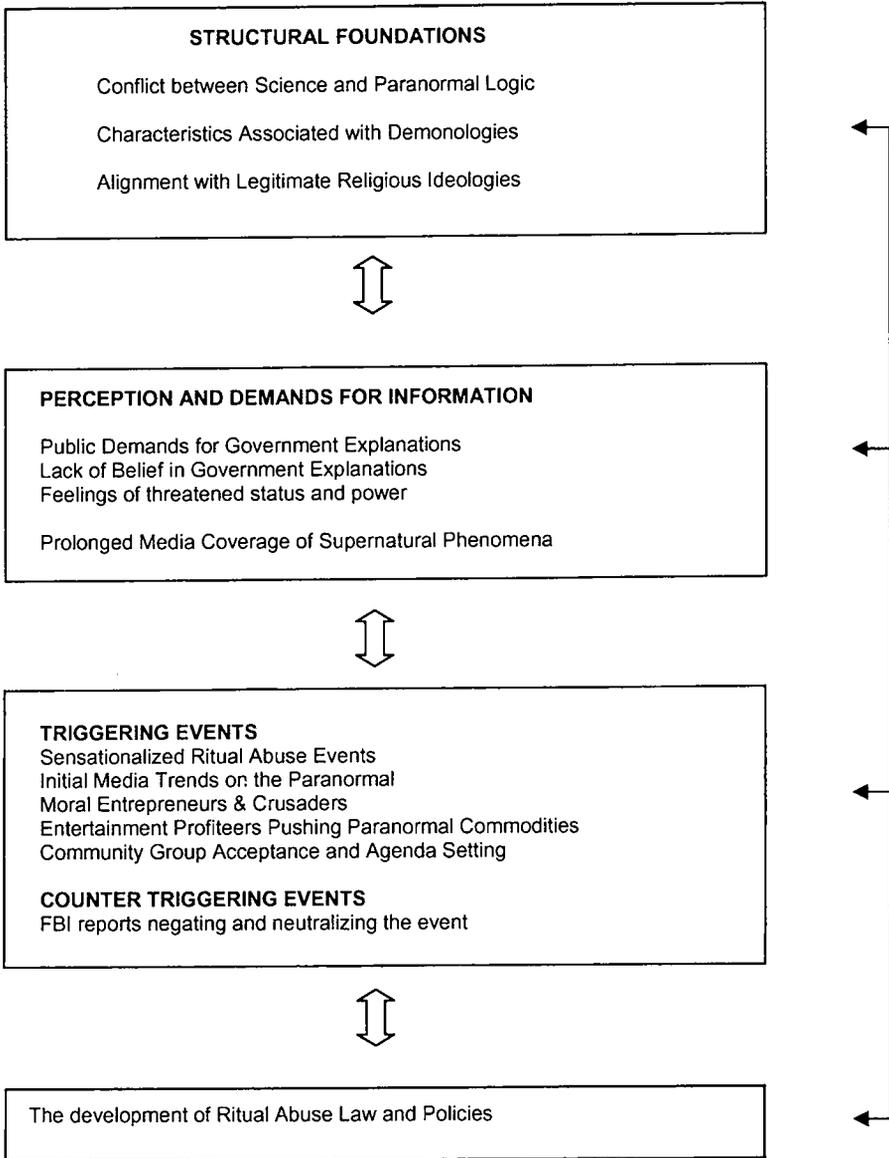 STRUCTURAL FOUNDATIONS
Conflict between Science and Paranormal Logic
Characteristics Associated with Demonologies
Alignment with Legitimate Religious Ideologies
PERCEPTION AND DEMANDS FOR INFORMATION
Public Demands for Government Explanations
Lack of Belief in Government Explanations
Feelings of threatened status and power
Prolonged Media Coverage of Supernatural Phenomena
TRIGGERING EVENTS
Sensationalized Ritual Abuse Events
Initial Media Trends on the Paranormal
Moral Entrepreneurs & Crusaders
Entertainment Profiteers Pushing Paranormal Commodities
Community Group Acceptance and Agenda Setting
COUNTER TRIGGERING EVENTS
FBI reports negating and neutralizing the event
The development of Ritual Abuse Law and Policies